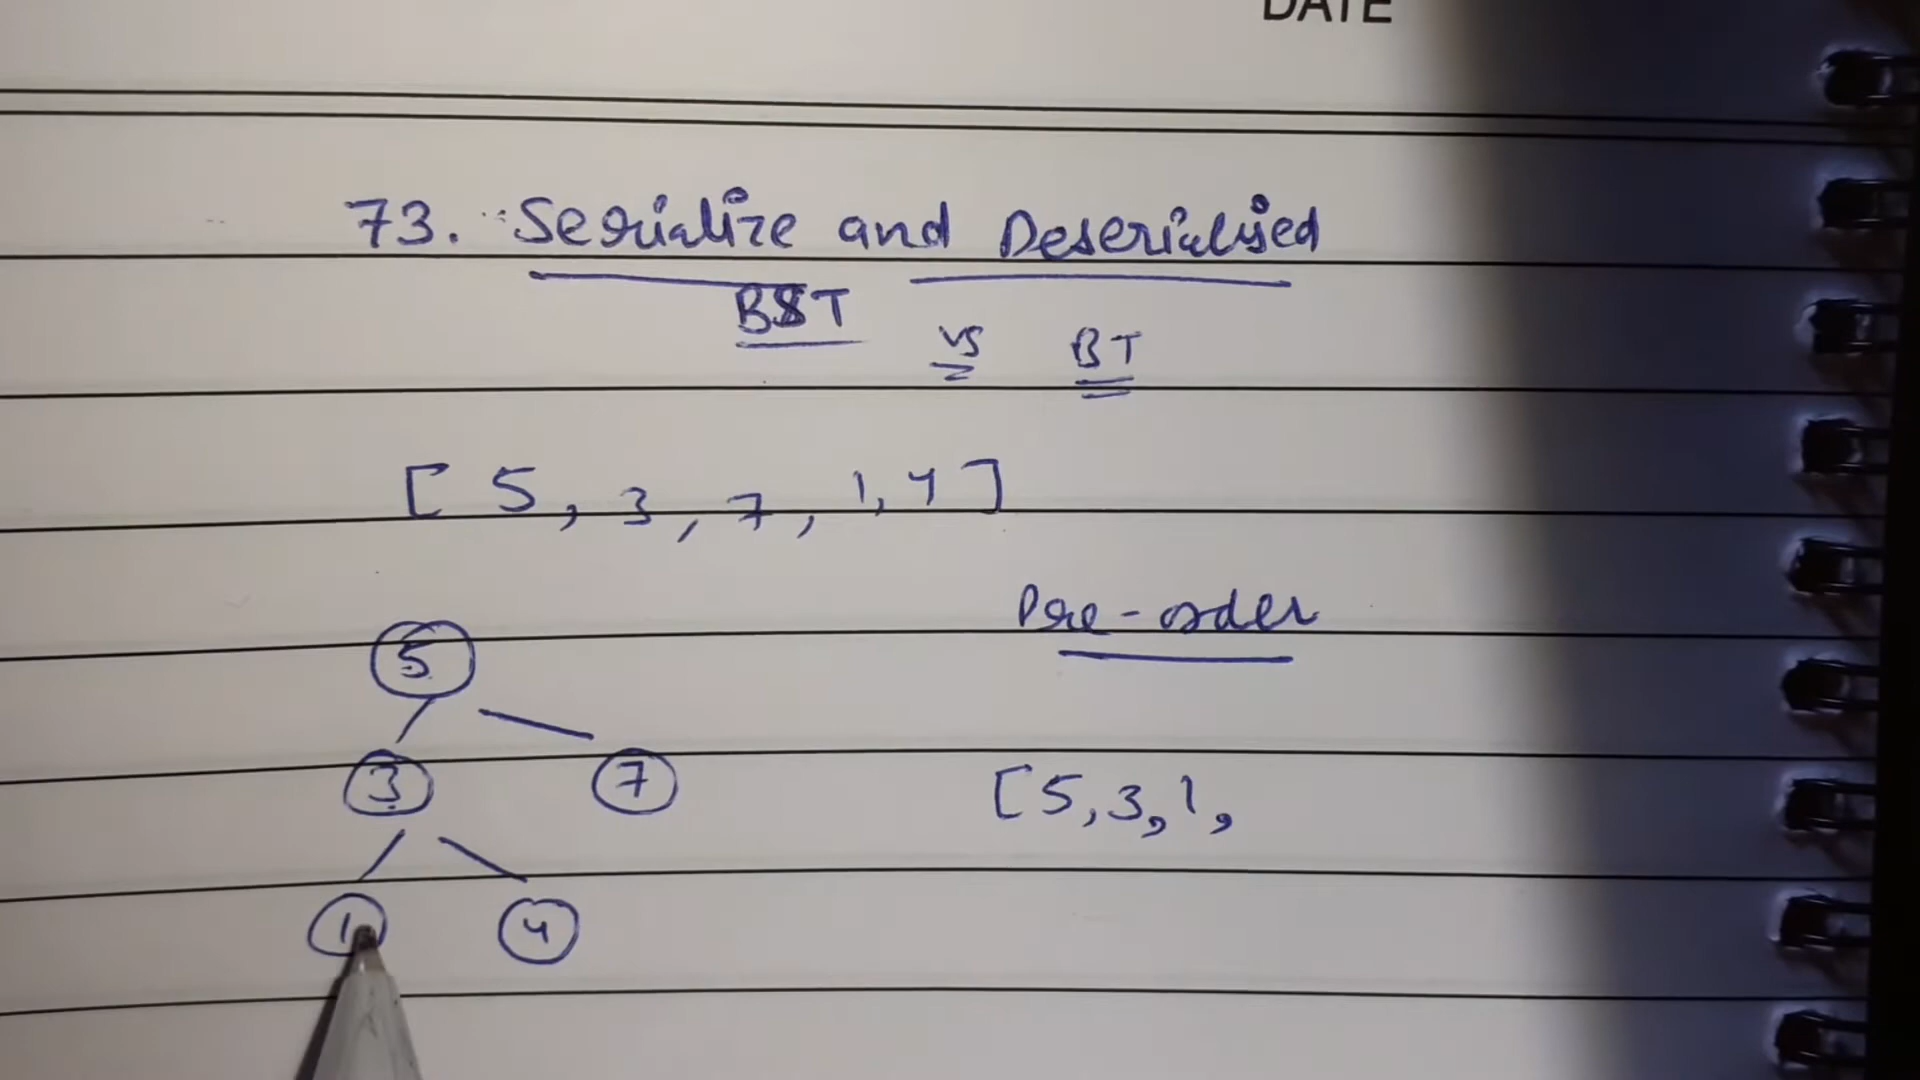 DATE
73. Serialize and Deserialised
BST
vs BT
[ 5, 3, 7, 1, 4 ]
Pre-order
5
3 7
[5, 3, 1,
1 4